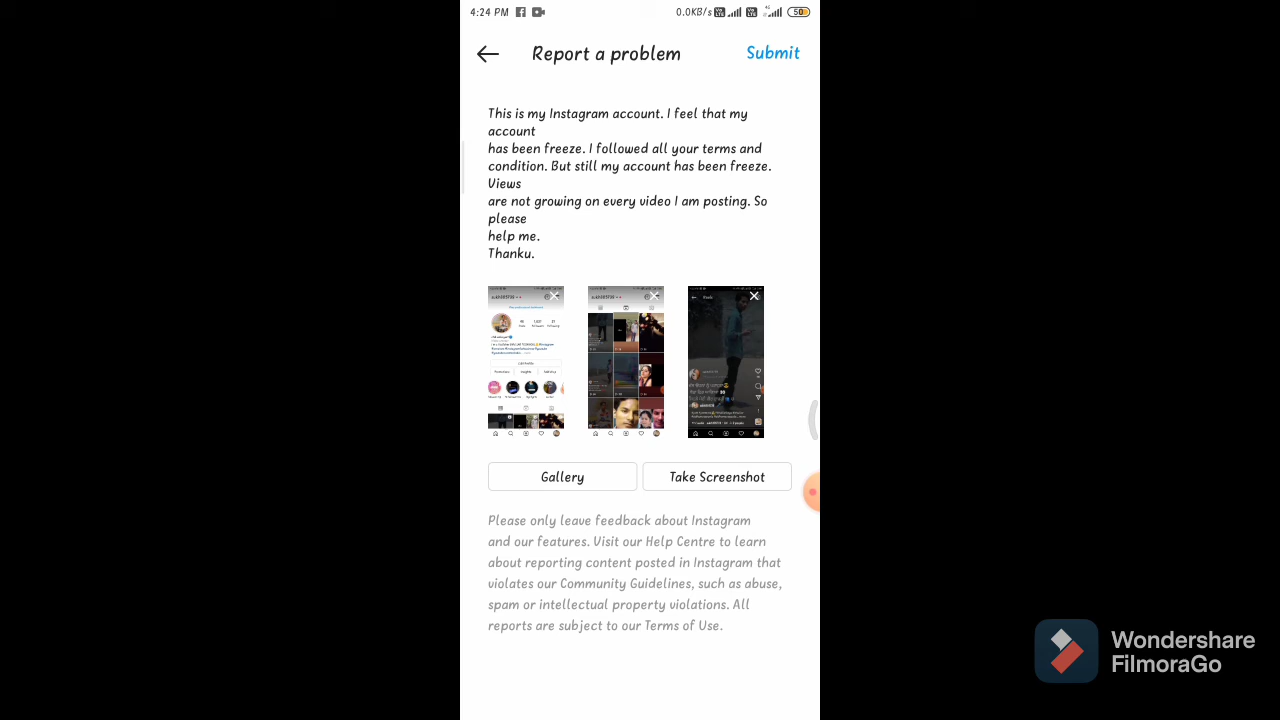 4:24 PM
0.0KB/s
4G
50
Report a problem
Submit
This is my Instagram account. I feel that my
account
has been freeze. I followed all your terms and
condition. But still my account has been freeze.
Views
are not growing on every video I am posting. So
please
help me.
Thanku.
Gallery
Take Screenshot
Please only leave feedback about Instagram
and our features. Visit our Help Centre to learn
about reporting content posted in Instagram that
violates our Community Guidelines, such as abuse,
spam or intellectual property violations. All
reports are subject to our Terms of Use.
Wondershare
FilmoraGo